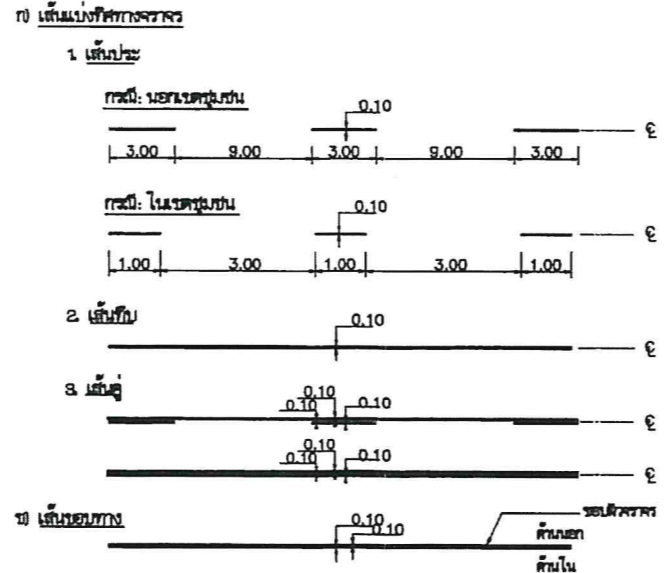 ก) เส้นแบ่งทิศทางจราจร
1. เส้นประ
กรณี: นอกเขตชุมชน
0.10
3.00 9.00 3.00 9.00 3.00
กรณี: ในเขตชุมชน
0.10
1.00 3.00 1.00 3.00 1.00
2. เส้นทึบ
0.10
3. เส้นคู่
0.10
0.10 0.10
0.10
0.10 0.10
ข) เส้นขอบทาง
ขอบผิวจราจร
0.10
0.10
ด้านนอก
ด้านใน